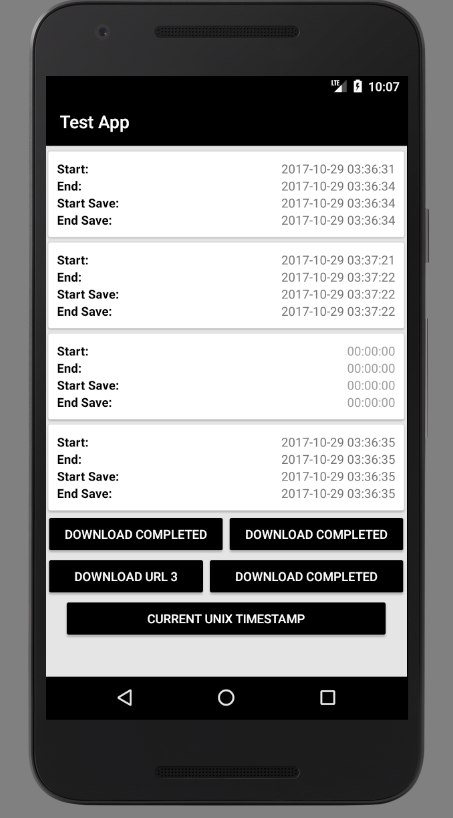 LTE 10:07
Test App
Start: 2017-10-29 03:36:31
End: 2017-10-29 03:36:34
Start Save: 2017-10-29 03:36:34
End Save: 2017-10-29 03:36:34
Start: 2017-10-29 03:37:21
End: 2017-10-29 03:37:22
Start Save: 2017-10-29 03:37:22
End Save: 2017-10-29 03:37:22
Start: 00:00:00
End: 00:00:00
Start Save: 00:00:00
End Save: 00:00:00
Start: 2017-10-29 03:36:35
End: 2017-10-29 03:36:35
Start Save: 2017-10-29 03:36:35
End Save: 2017-10-29 03:36:35
DOWNLOAD COMPLETED DOWNLOAD COMPLETED
DOWNLOAD URL 3 DOWNLOAD COMPLETED
CURRENT UNIX TIMESTAMP